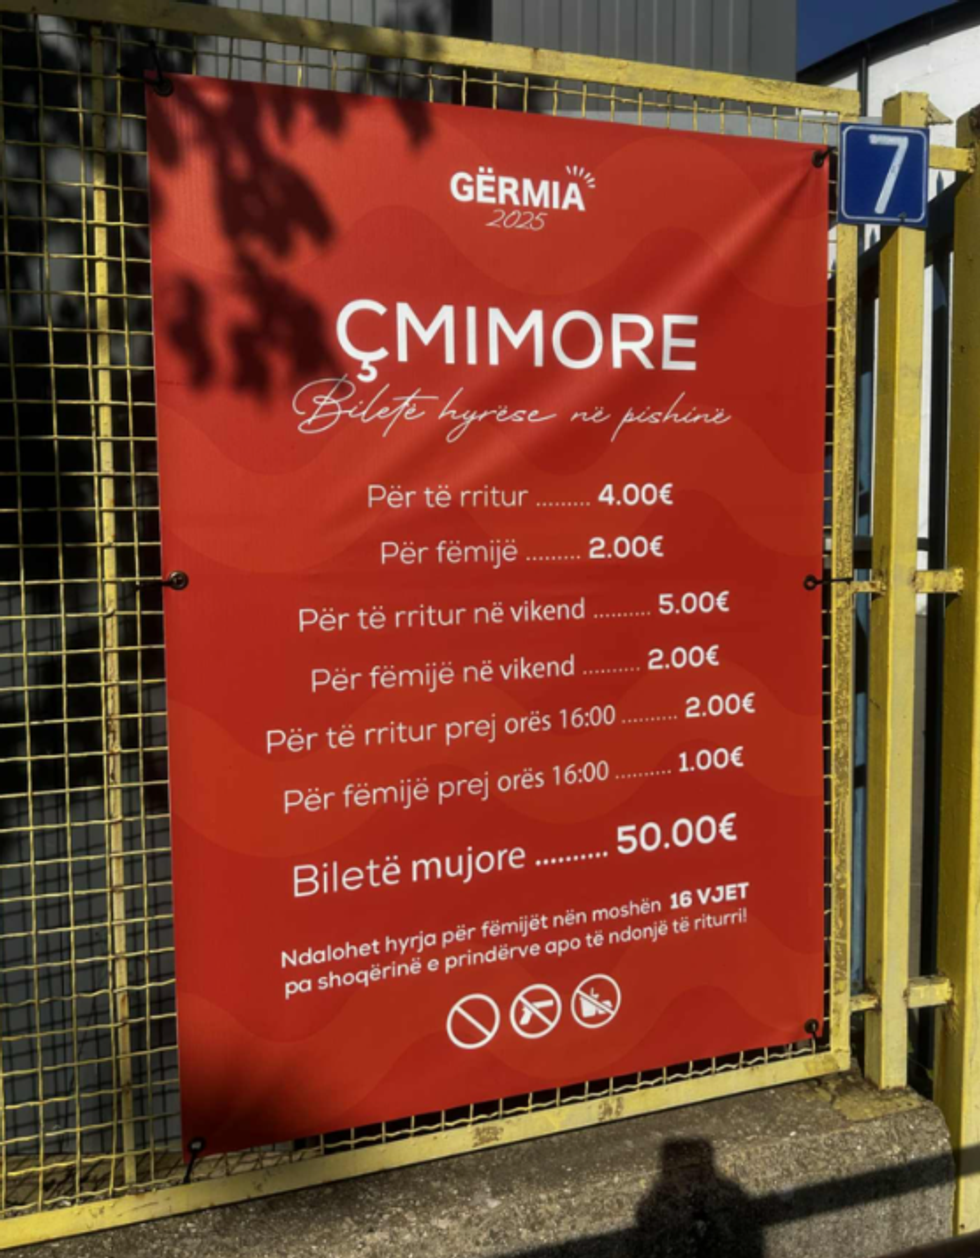 GËRMIA
2025
7
ÇMIMORE
Biletë hyrëse në pishinë
Për të rritur ......... 4.00€
Për fëmijë ......... 2.00€
Për të rritur në vikend .......... 5.00€
Për fëmijë në vikend .......... 2.00€
Për të rritur prej orës 16:00 .......... 2.00€
Për fëmijë prej orës 16:00 .......... 1.00€
Biletë mujore .......... 50.00€
Ndalohet hyrja për fëmijët nën moshën 16 VJET
pa shoqërinë e prindërve apo të ndonjë të riturri!